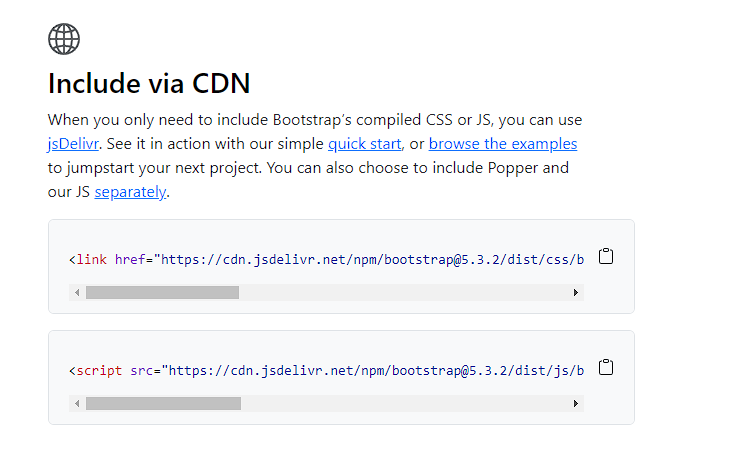 Include via CDN
When you only need to include Bootstrap’s compiled CSS or JS, you can use
jsDelivr. See it in action with our simple quick start, or browse the examples
to jumpstart your next project. You can also choose to include Popper and
our JS separately.
<link href="https://cdn.jsdelivr.net/npm/bootstrap@5.3.2/dist/css/b
<script src="https://cdn.jsdelivr.net/npm/bootstrap@5.3.2/dist/js/b